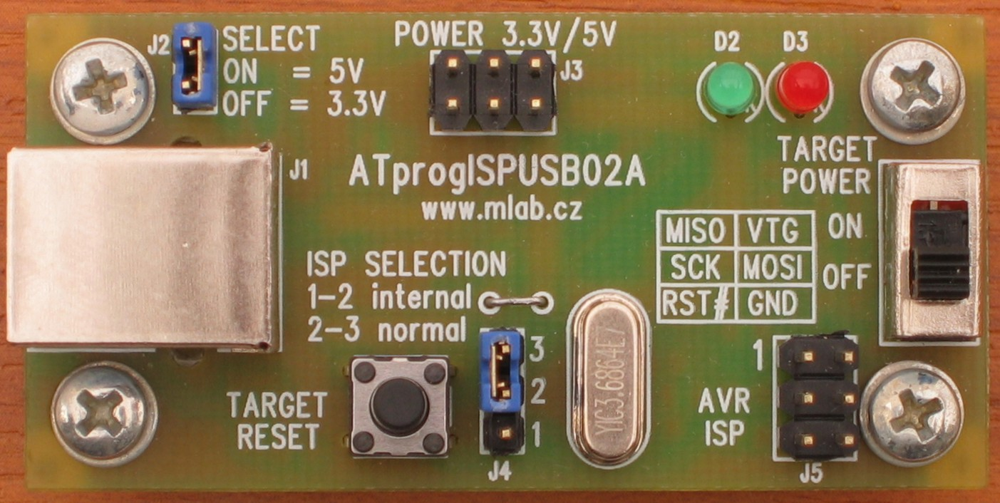 J2
SELECT
ON = 5V
OFF = 3.3V
POWER 3.3V/5V
J3
D2
D3
J1
ATprogISPUSB02A
www.mlab.cz
TARGET
POWER
ON
OFF
MISO VTG
SCK MOSI
RST# GND
ISP SELECTION
1-2 internal
2-3 normal
3
2
1
J4
YIC3.6864E7
TARGET
RESET
1
AVR
ISP
J5